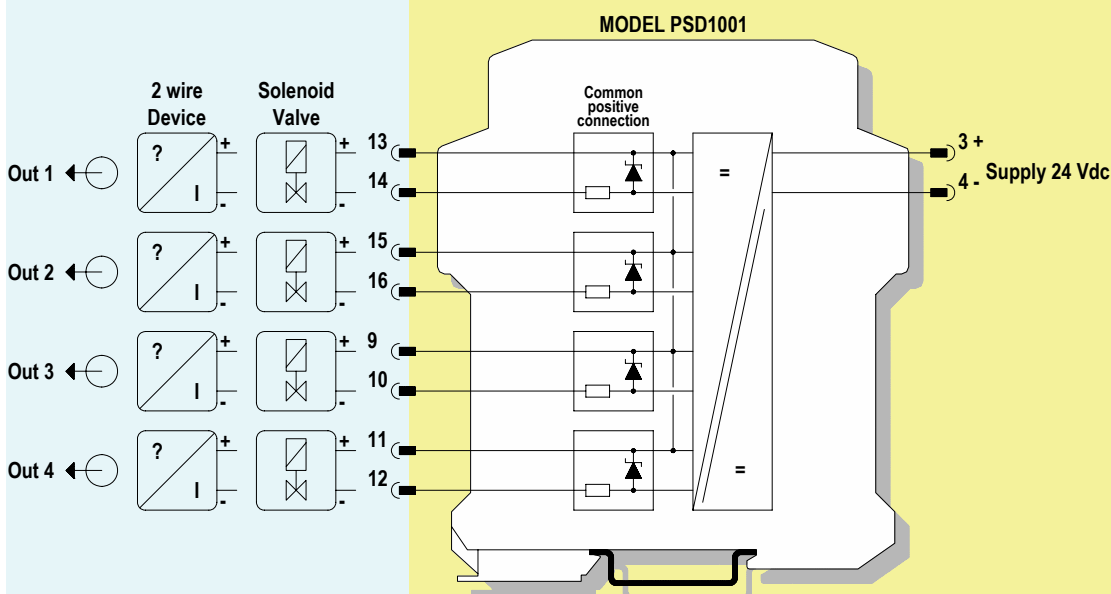 MODEL PSD1001
2 wire
Device
Solenoid
Valve
Common
positive
connection
Out 1
?
I
+
-
+
-
13
14
=
3 +
4 -
Supply 24 Vdc
Out 2
?
I
+
-
+
-
15
16
Out 3
?
I
+
-
+
-
9
10
Out 4
?
I
+
-
+
-
11
12
=